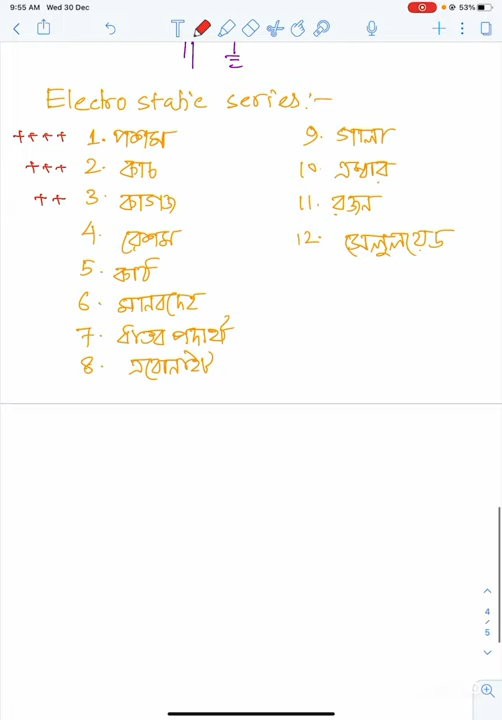 9:55 AM Wed 30 Dec
53%
Electro static series:-
++++ 1. পশম
+++ 2. কাচ
++ 3. কাগজ
4. রেশম
5. কাঠ
6. মানবদেহ
7. ধাতব পদার্থ
8. এবোনাইট
9. গালা
10. এম্বার
11. রজন
12. সেলুলয়েড
4
/
5